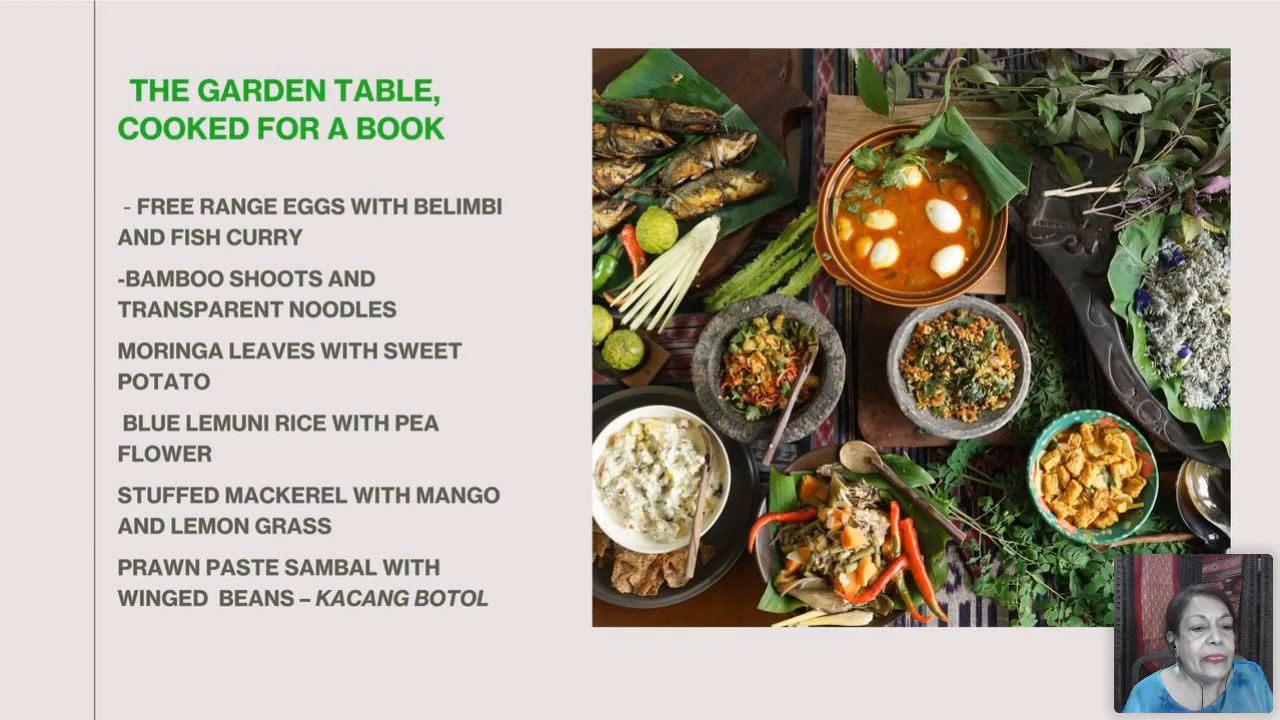 THE GARDEN TABLE,
COOKED FOR A BOOK
- FREE RANGE EGGS WITH BELIMBI
AND FISH CURRY
-BAMBOO SHOOTS AND
TRANSPARENT NOODLES
MORINGA LEAVES WITH SWEET
POTATO
BLUE LEMUNI RICE WITH PEA
FLOWER
STUFFED MACKEREL WITH MANGO
AND LEMON GRASS
PRAWN PASTE SAMBAL WITH
WINGED  BEANS – KACANG BOTOL